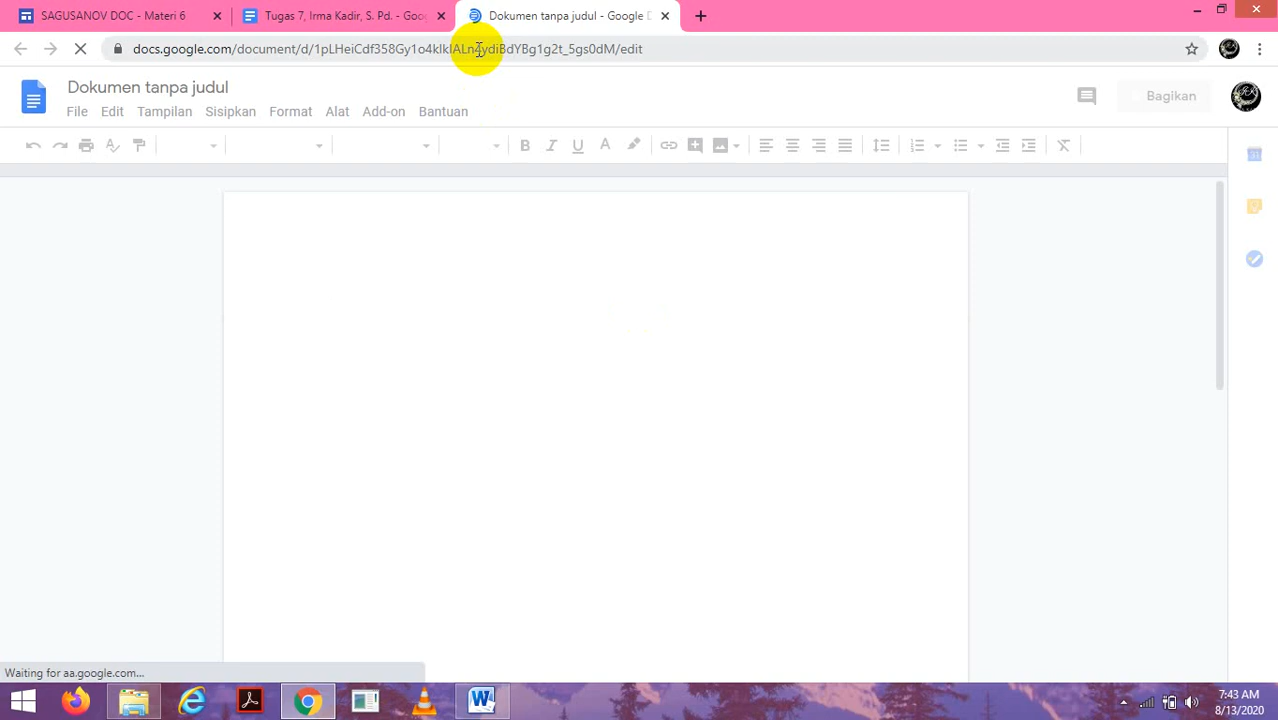 SAGUSANOV DOC - Materi 6
Tugas 7, Irma Kadir, S. Pd. - Goo
Dokumen tanpa judul - Google D
docs.google.com/document/d/1pLHeiCdf358Gy1o4klklALn4ydiBdYBg1g2t_5gs0dM/edit
Dokumen tanpa judul
File Edit Tampilan Sisipkan Format Alat Add-on Bantuan
Bagikan
Waiting for aa.google.com...
7:43 AM
8/13/2020